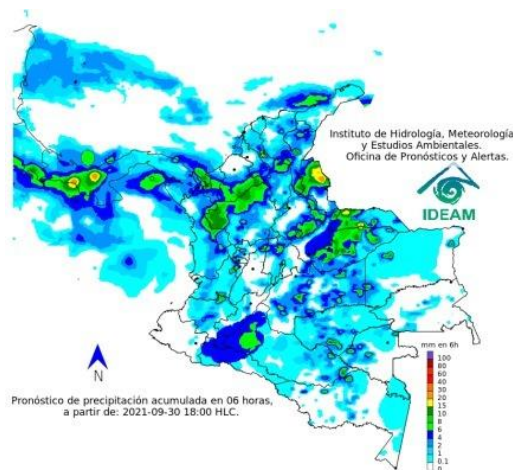 Instituto de Hidrología, Meteorología
y Estudios Ambientales.
Oficina de Pronósticos y Alertas.
IDEAM
N
Pronóstico de precipitación acumulada en 06 horas,
a partir de: 2021-09-30 18:00 HLC.
mm en 6h
100
80
60
40
30
20
15
10
8
6
4
2
1
0.1
0